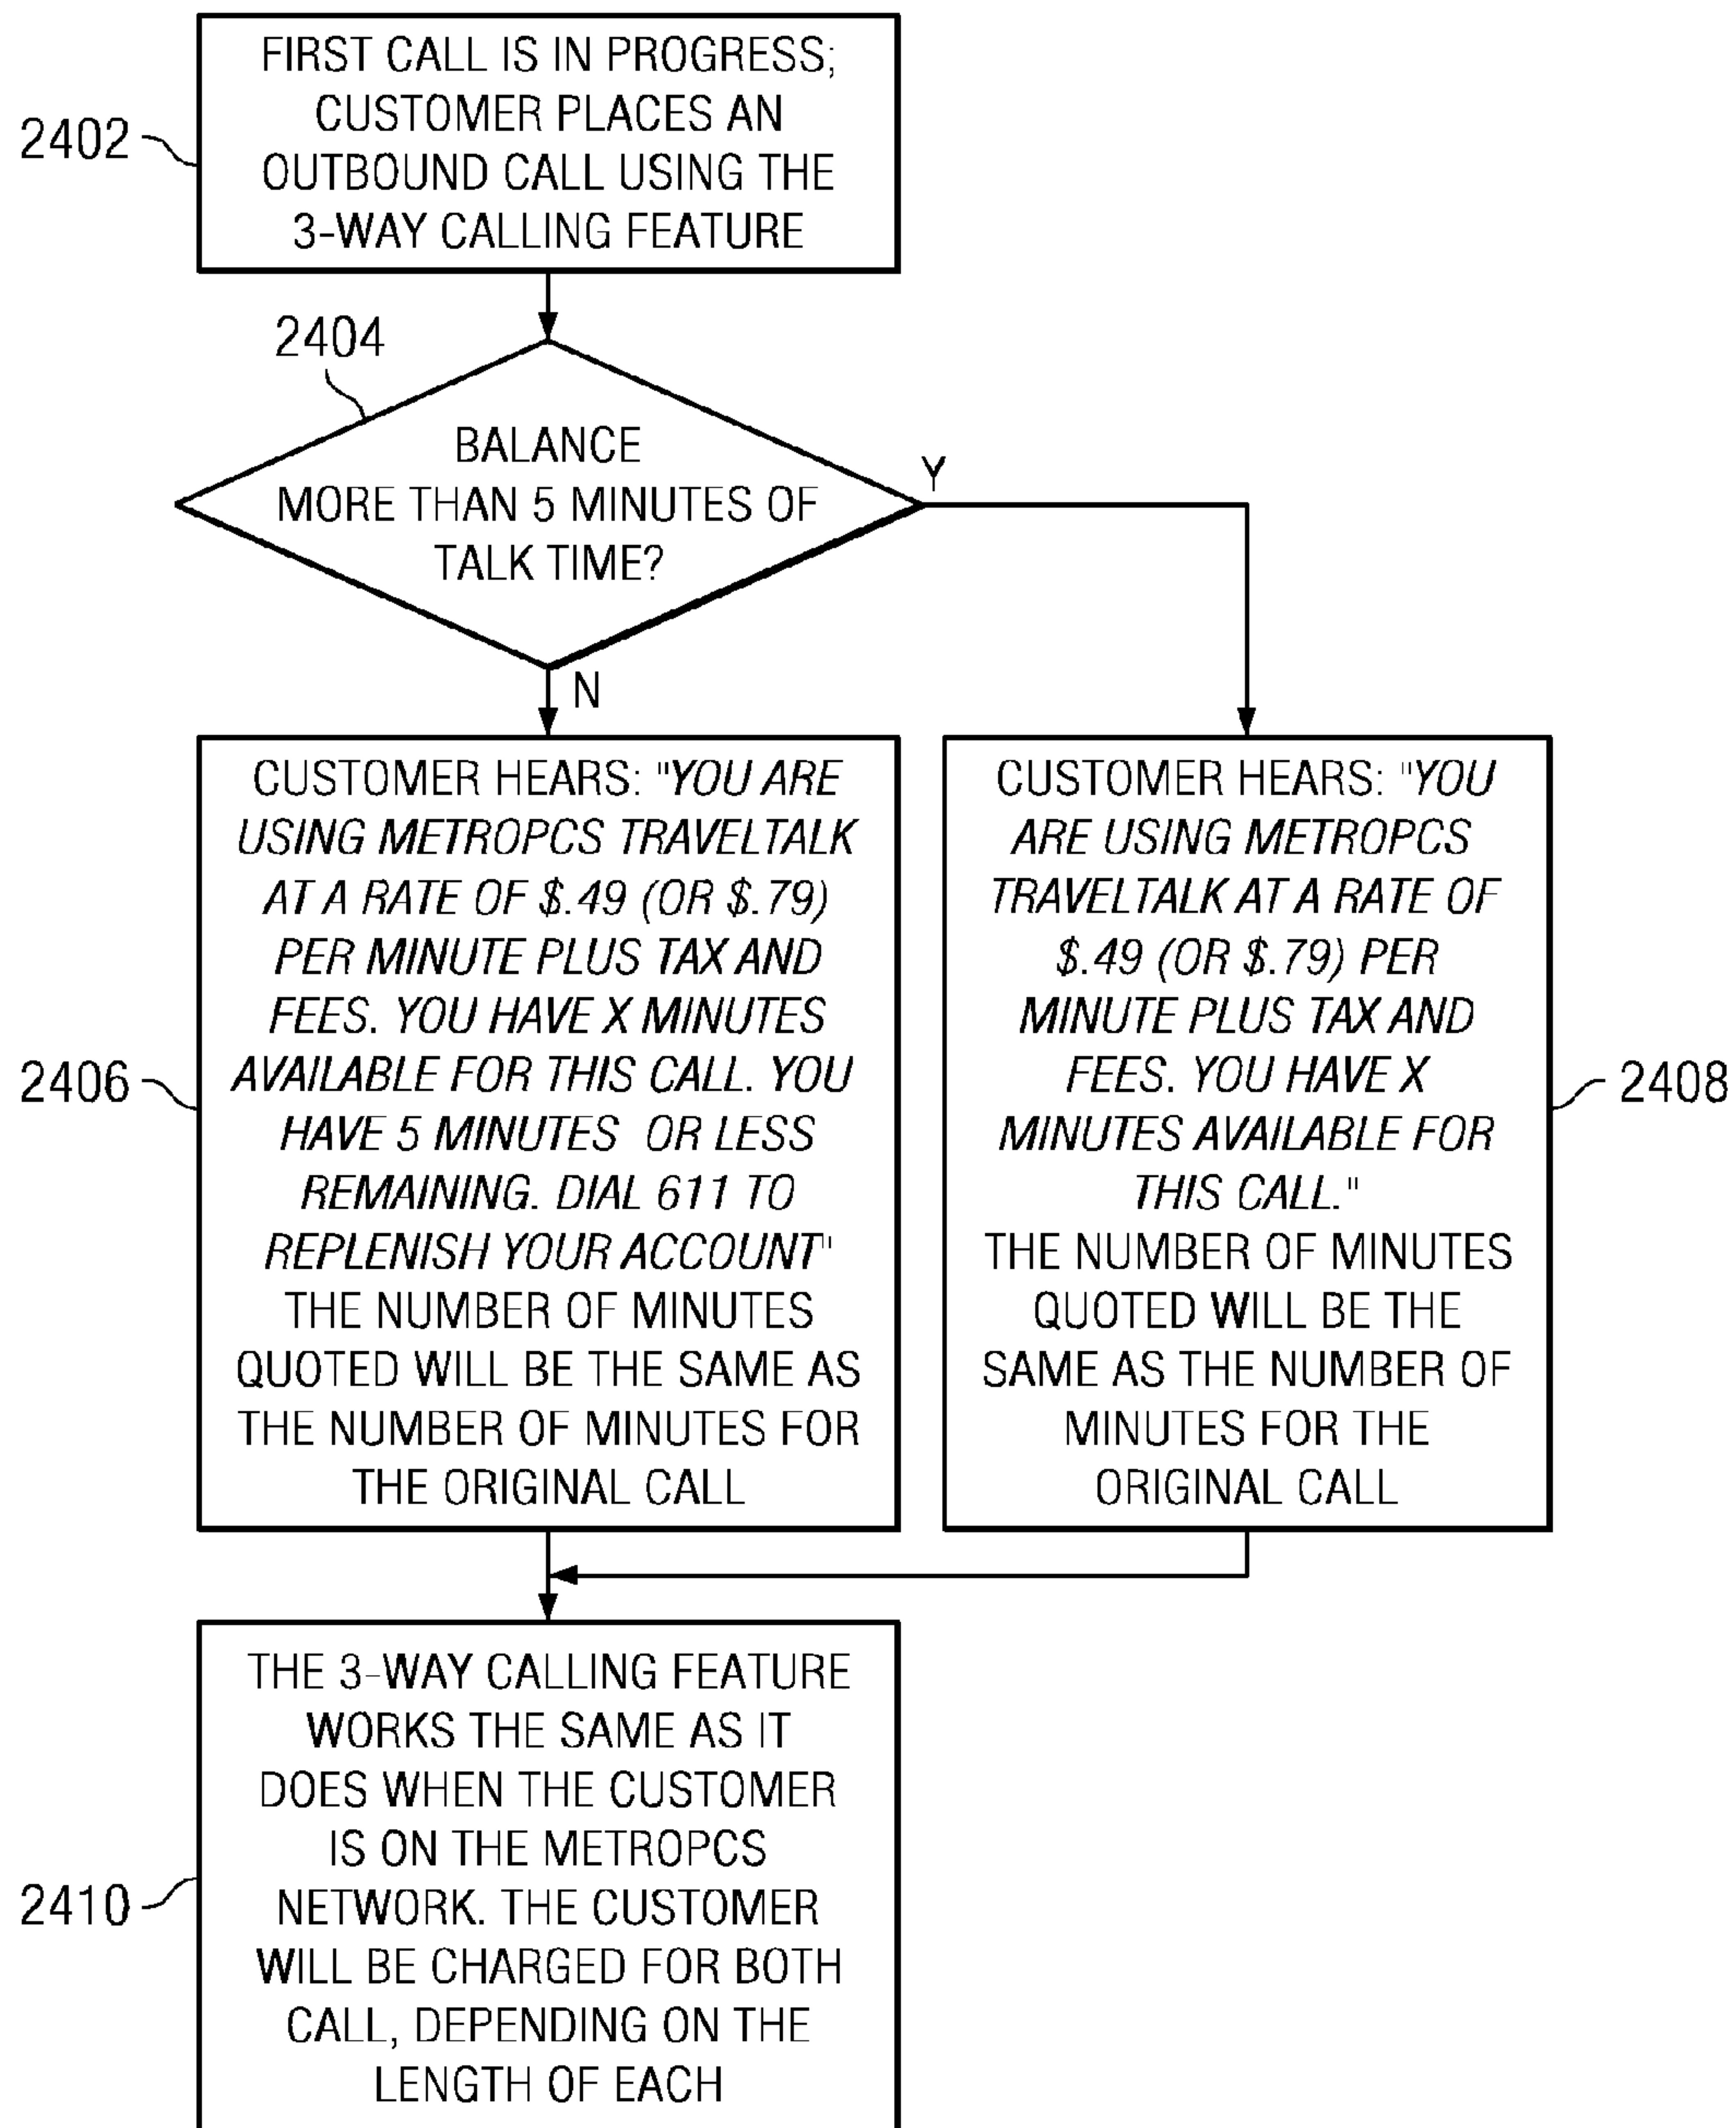 FIRST CALL IS IN PROGRESS;
CUSTOMER PLACES AN
OUTBOUND CALL USING THE
3-WAY CALLING FEATURE
2402
2404
BALANCE
MORE THAN 5 MINUTES OF
TALK TIME?
Y
N
CUSTOMER HEARS: "YOU ARE
USING METROPCS TRAVELTALK
AT A RATE OF $.49 (OR $.79)
PER MINUTE PLUS TAX AND
FEES. YOU HAVE X MINUTES
AVAILABLE FOR THIS CALL. YOU
HAVE 5 MINUTES OR LESS
REMAINING. DIAL 611 TO
REPLENISH YOUR ACCOUNT"
THE NUMBER OF MINUTES
QUOTED WILL BE THE SAME AS
THE NUMBER OF MINUTES FOR
THE ORIGINAL CALL
2406
CUSTOMER HEARS: "YOU
ARE USING METROPCS
TRAVELTALK AT A RATE OF
$.49 (OR $.79) PER
MINUTE PLUS TAX AND
FEES. YOU HAVE X
MINUTES AVAILABLE FOR
THIS CALL."
THE NUMBER OF MINUTES
QUOTED WILL BE THE
SAME AS THE NUMBER OF
MINUTES FOR THE
ORIGINAL CALL
2408
THE 3-WAY CALLING FEATURE
WORKS THE SAME AS IT
DOES WHEN THE CUSTOMER
IS ON THE METROPCS
NETWORK. THE CUSTOMER
WILL BE CHARGED FOR BOTH
CALL, DEPENDING ON THE
LENGTH OF EACH
2410